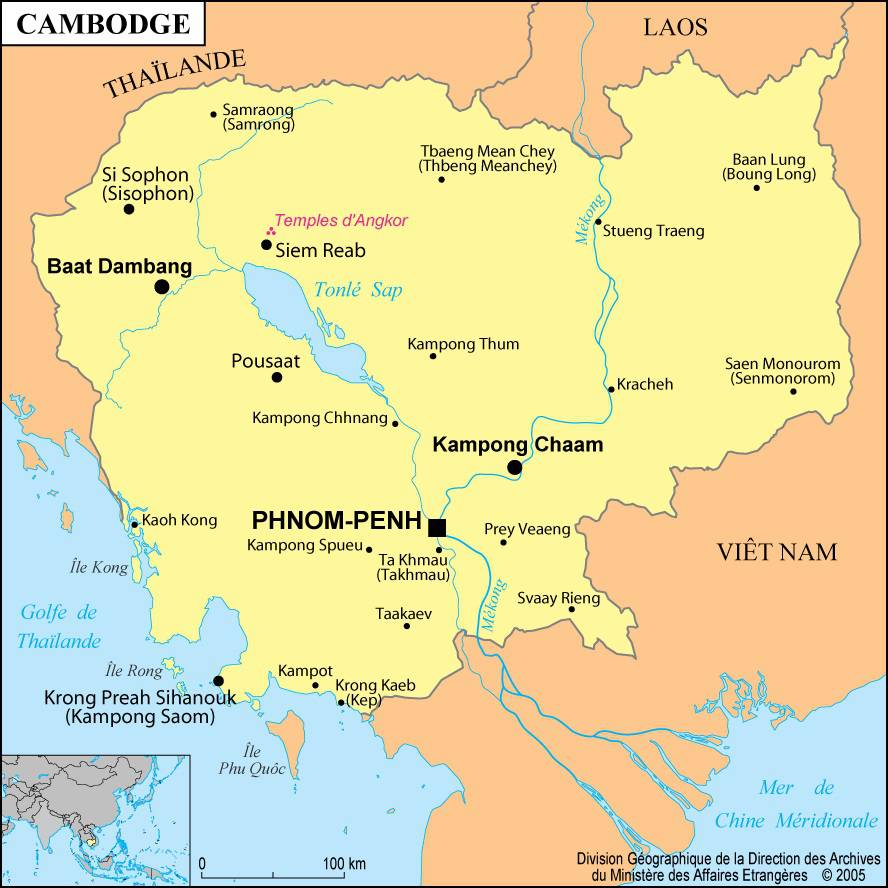 CAMBODGE
LAOS
THAÏLANDE
Samraong
(Samrong)
Tbaeng Mean Chey
(Thbeng Meanchey)
Baan Lung
(Boung Long)
Si Sophon
(Sisophon)
Mékong
Temples d'Angkor
Stueng Traeng
Siem Reab
Baat Dambang
Tonlé Sap
Kampong Thum
Pousaat
Saen Monourom
(Senmonorom)
Kracheh
Kampong Chhnang
Kampong Chaam
PHNOM-PENH
Kaoh Kong
Prey Veaeng
Kampong Spueu
Ta Khmau
(Takhmau)
VIÊT NAM
Île Kong
Svaay Rieng
Mékong
Golfe de
Thaïlande
Taakaev
Île Rong
Kampot
Krong Kaeb
(Kep)
Krong Preah Sihanouk
(Kampong Saom)
Île
Phu Quôc
Mer de
Chine Méridionale
0
100 km
Division Géographique de la Direction des Archives
du Ministère des Affaires Etrangères © 2005